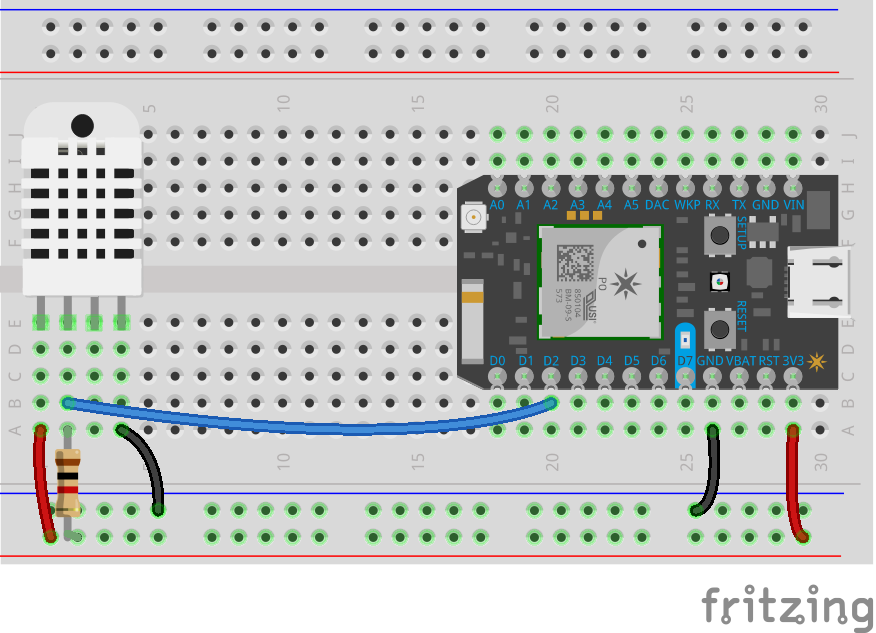 5 10 15 20 25 30
J J
I I
H H
G G
F F
A0 A1 A2 A3 A4 A5 DAC WKP RX TX GND VIN
SETUP
P0
RESET
E E
D D
C C
B B
A A
D0 D1 D2 D3 D4 D5 D6 D7 GND VBAT RST 3V3
10 15 20 25 30
fritzing